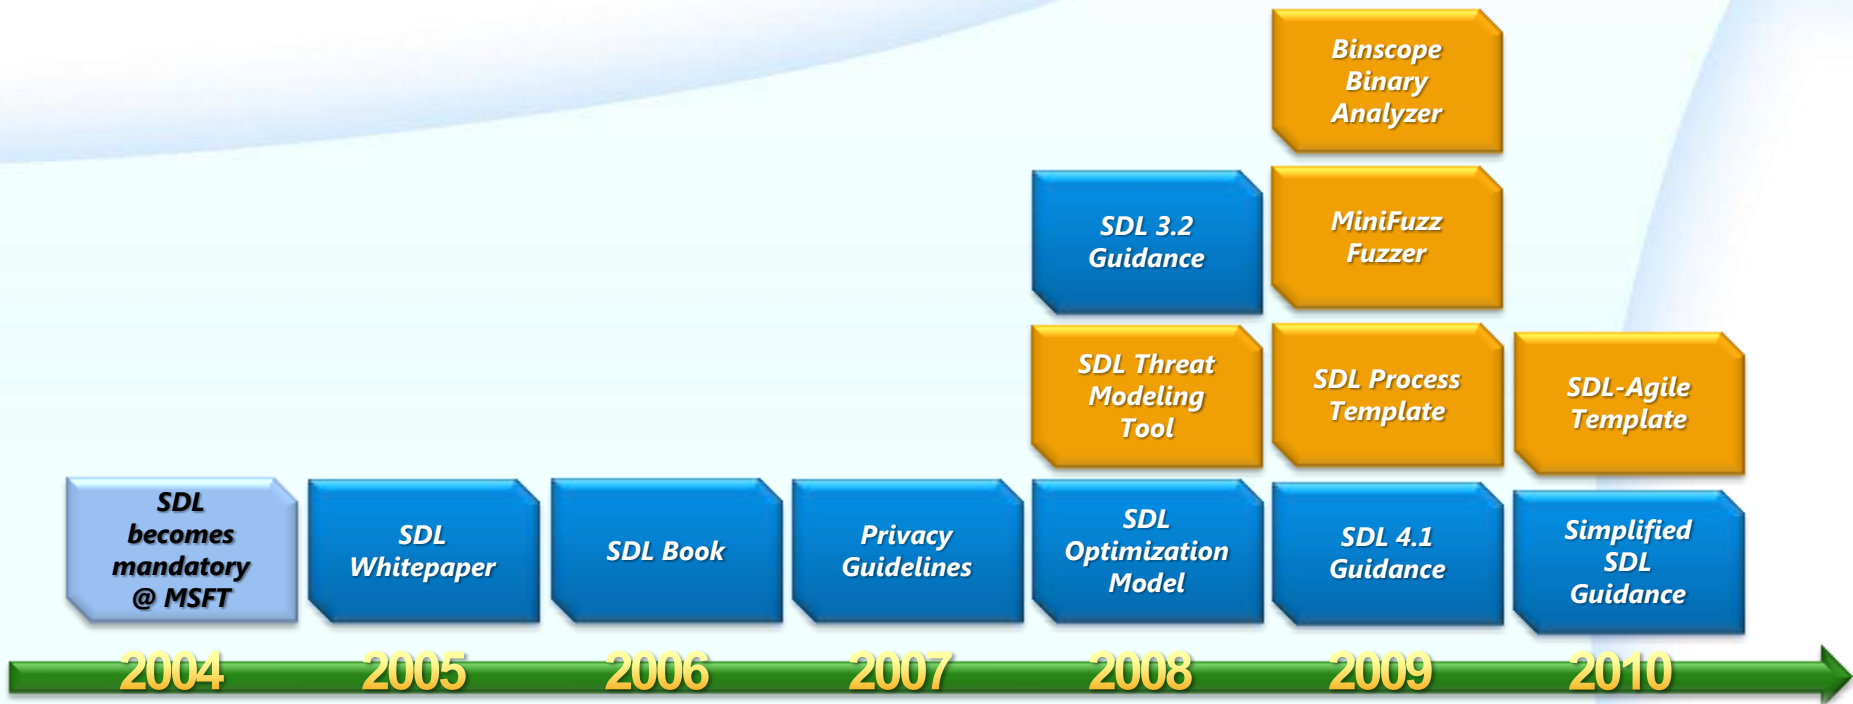 Binscope
Binary
Analyzer
SDL 3.2
Guidance
MiniFuzz
Fuzzer
SDL Threat
Modeling
Tool
SDL Process
Template
SDL-Agile
Template
SDL
becomes
mandatory
@ MSFT
SDL
Whitepaper
SDL Book
Privacy
Guidelines
SDL
Optimization
Model
SDL 4.1
Guidance
Simplified
SDL
Guidance
2004 2005 2006 2007 2008 2009 2010